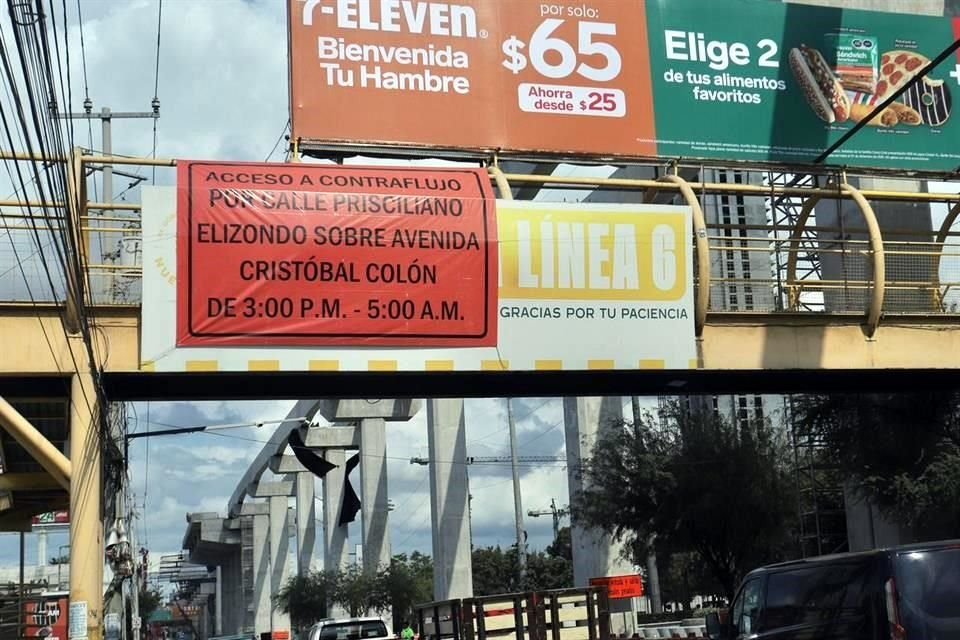 7-ELEVEN®
Bienvenida
Tu Hambre
por solo:
$65
Ahora
desde $25
Elige 2
de tus alimentos
favoritos
ACCESO A CONTRAFLUJO
POR CALLE PRISCILIANO
ELIZONDO SOBRE AVENIDA
CRISTÓBAL COLÓN
DE 3:00 P.M. - 5:00 A.M.
LÍNEA 6
GRACIAS POR TU PACIENCIA